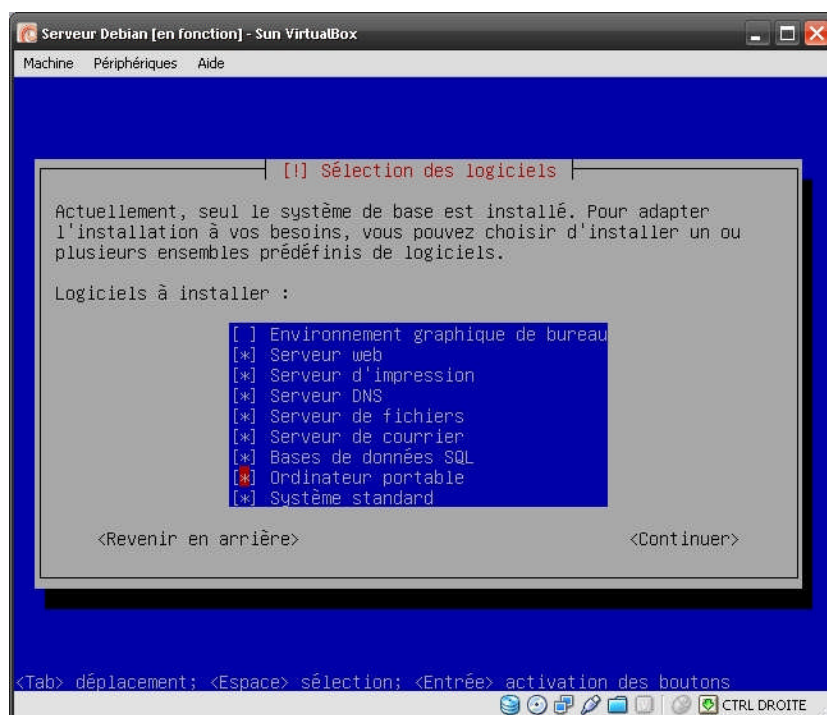 Serveur Debian [en fonction] - Sun VirtualBox
Machine Périphériques Aide
[!] Sélection des logiciels
Actuellement, seul le système de base est installé. Pour adapter
l'installation à vos besoins, vous pouvez choisir d'installer un ou
plusieurs ensembles prédéfinis de logiciels.
Logiciels à installer :
[ ] Environnement graphique de bureau
[*] Serveur web
[*] Serveur d'impression
[*] Serveur DNS
[*] Serveur de fichiers
[*] Serveur de courrier
[*] Bases de données SQL
[*] Ordinateur portable
[*] Système standard
<Revenir en arrière> <Continuer>
<Tab> déplacement; <Espace> sélection; <Entrée> activation des boutons
CTRL DROITE